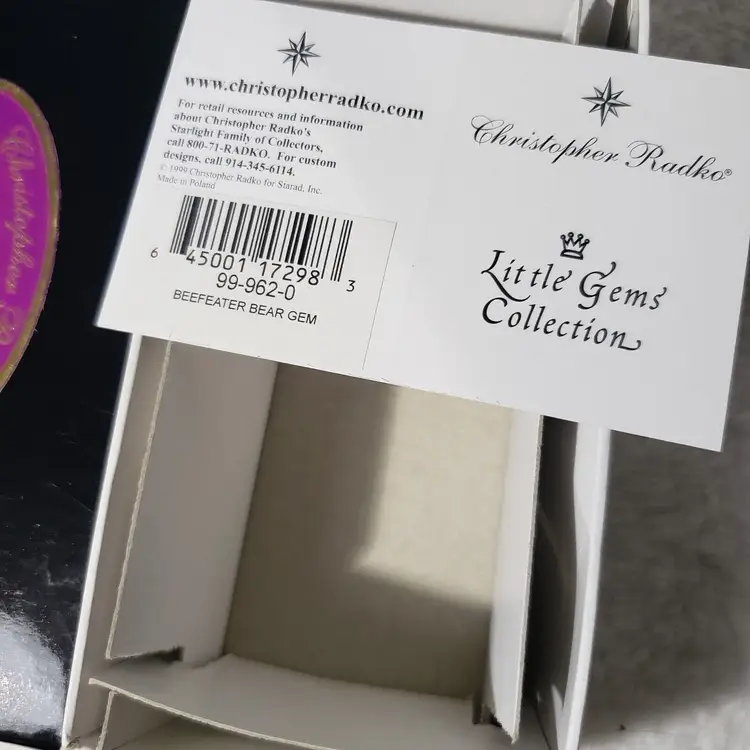 www.christopherradko.com
For retail resources and information
about Christopher Radko's
Starlight Family of Collectors,
call 800-71-RADKO. For custom
designs, call 914-345-6114.
© 1999 Christopher Radko for Starad, Inc.
Made in Poland
6 45001 17298 3
99-962-0
BEEFEATER BEAR GEM
Christopher Radko®
Little Gems
Collection
Christopher R